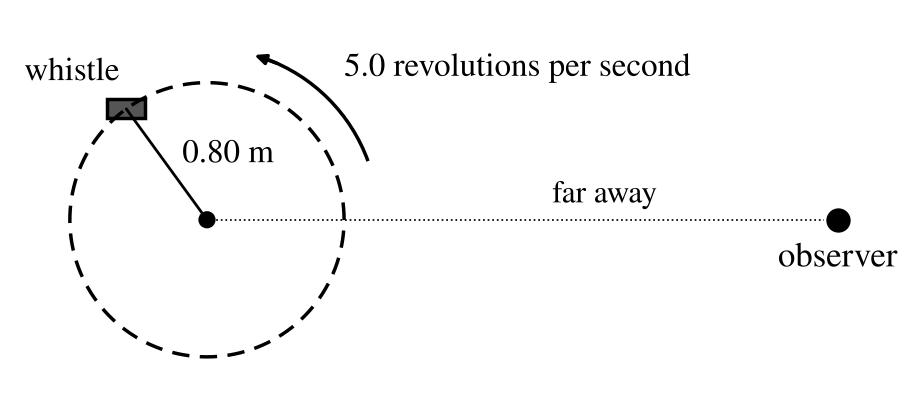 whistle
5.0 revolutions per second
0.80 m
far away
observer